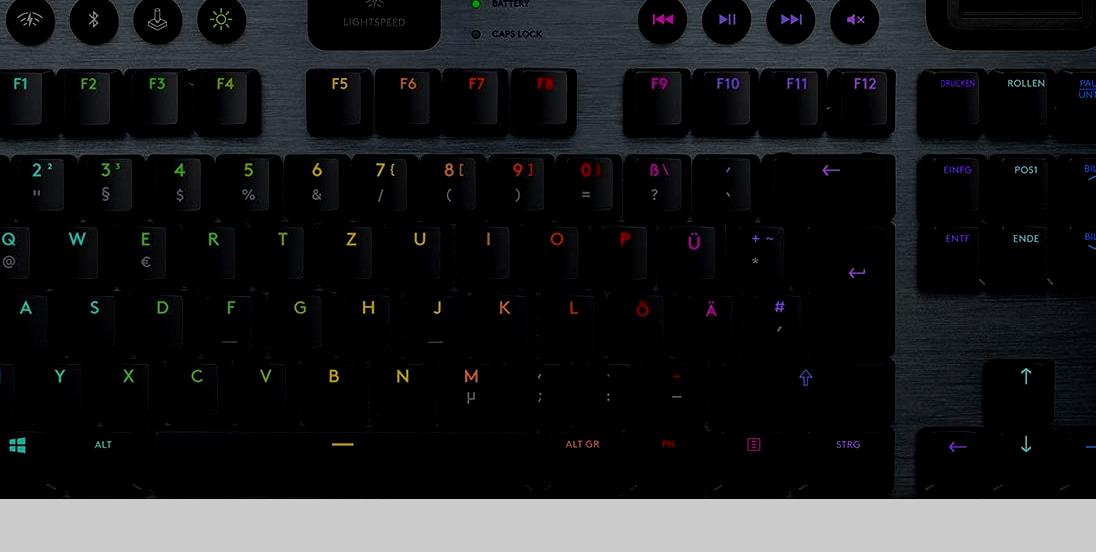 LIGHTSPEED
BATTERY
CAPS LOCK
F1 F2 F3 F4 F5 F6 F7 F8 F9 F10 F11 F12 DRUCKEN ROLLEN
2 ² 3 ³ 4 5 6 7 { 8 [ 9 ] 0 } ß \ ´ ← EINFG POS1
" § $ % & / ( ) = ? `
Q W E R T Z U I O P Ü + ~ ENTF ENDE
@ € *
A S D F G H J K L Ö Ä #
'
Y X C V B N M , . -
µ ; : _
ALT ALT GR FN STRG ← ↓